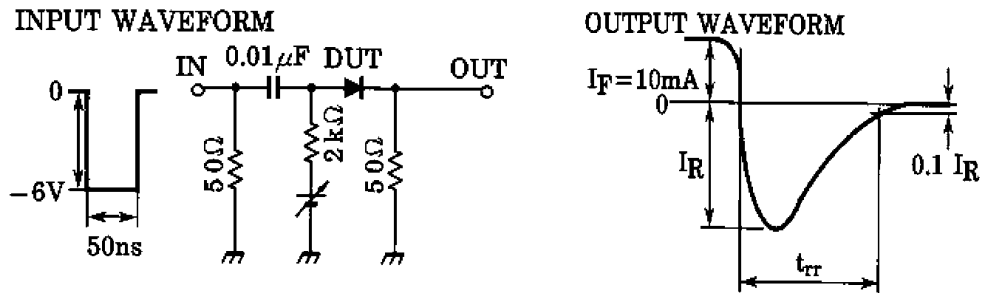 INPUT WAVEFORM
0
−6V
50ns
IN
0.01μF
DUT
OUT
50Ω
2kΩ
50Ω
OUTPUT WAVEFORM
IF=10mA
0
IR
0.1 IR
trr